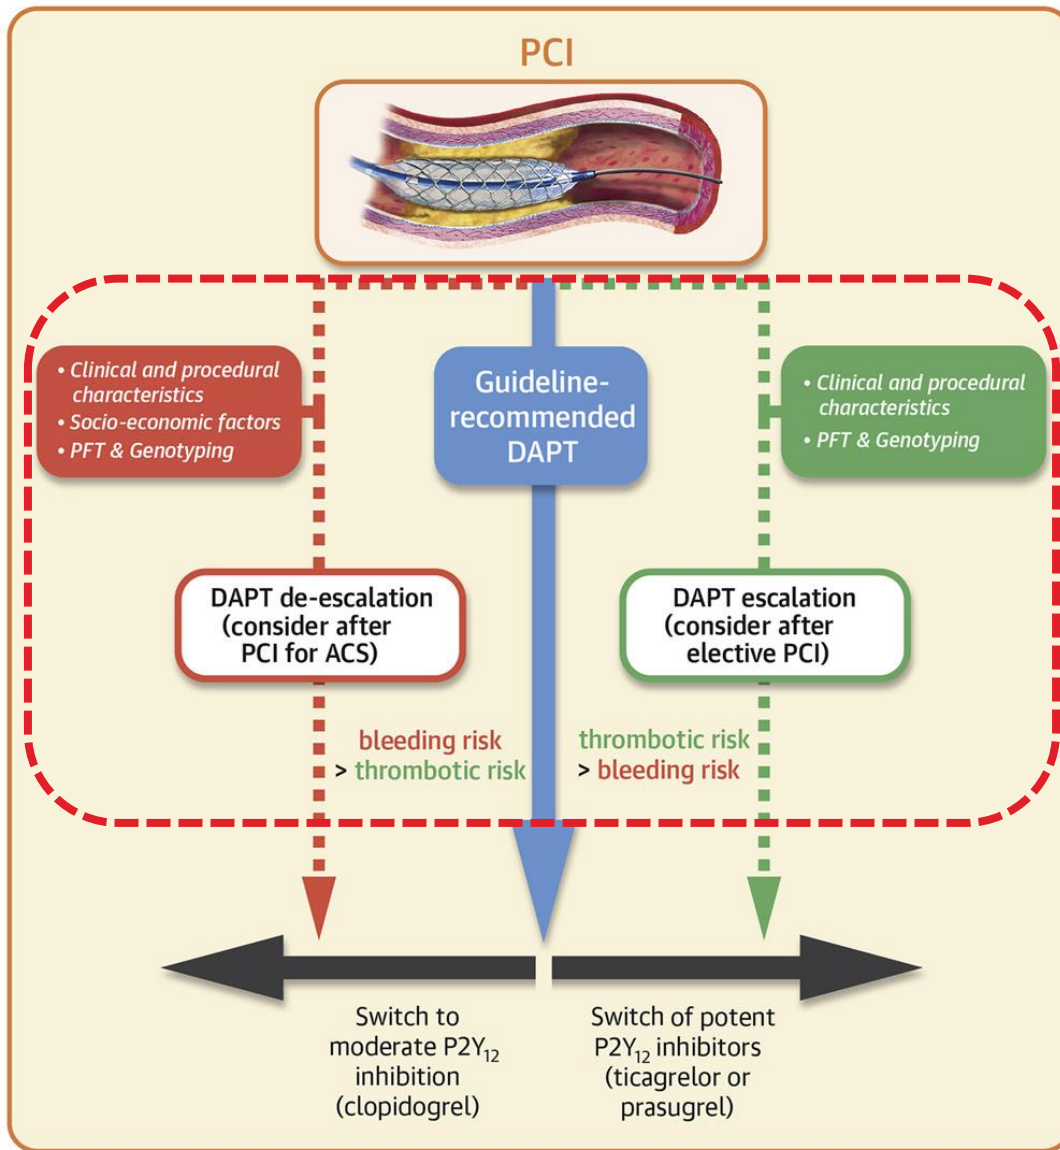 PCI
• Clinical and procedural
characteristics
• Socio-economic factors
• PFT & Genotyping
Guideline-
recommended
DAPT
• Clinical and procedural
characteristics
• PFT & Genotyping
DAPT de-escalation
(consider after
PCI for ACS)
DAPT escalation
(consider after
elective PCI)
bleeding risk
> thrombotic risk
thrombotic risk
> bleeding risk
Switch to
moderate P2Y₁₂
inhibition
(clopidogrel)
Switch of potent
P2Y₁₂ inhibitors
(ticagrelor or
prasugrel)